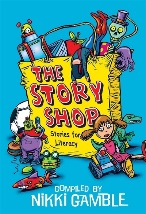 THE
STORY
SHOP
Stories for
Literacy
COMPILED BY
NIKKI GAMBLE